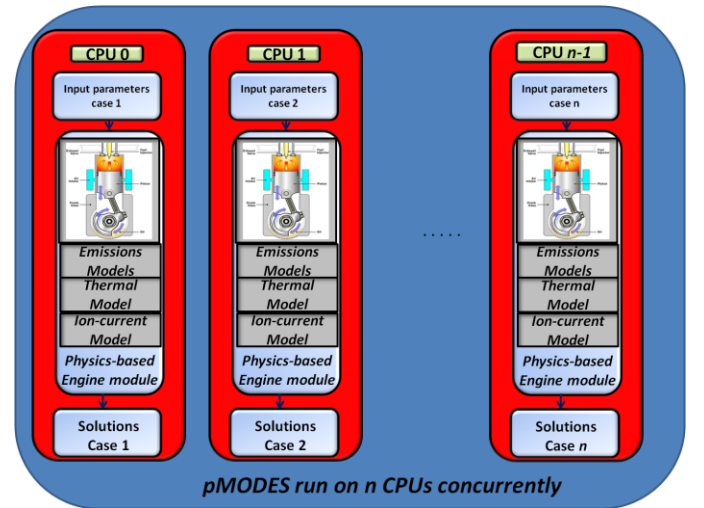 CPU 0
Input parameters
case 1
Emissions
Models
Thermal
Model
Ion-current
Model
Physics-based
Engine module
Solutions
Case 1
CPU 1
Input parameters
case 2
Emissions
Models
Thermal
Model
Ion-current
Model
Physics-based
Engine module
Solutions
Case 2
. . . . .
CPU n-1
Input parameters
case n
Emissions
Models
Thermal
Model
Ion-current
Model
Physics-based
Engine module
Solutions
Case n
pMODES run on n CPUs concurrently